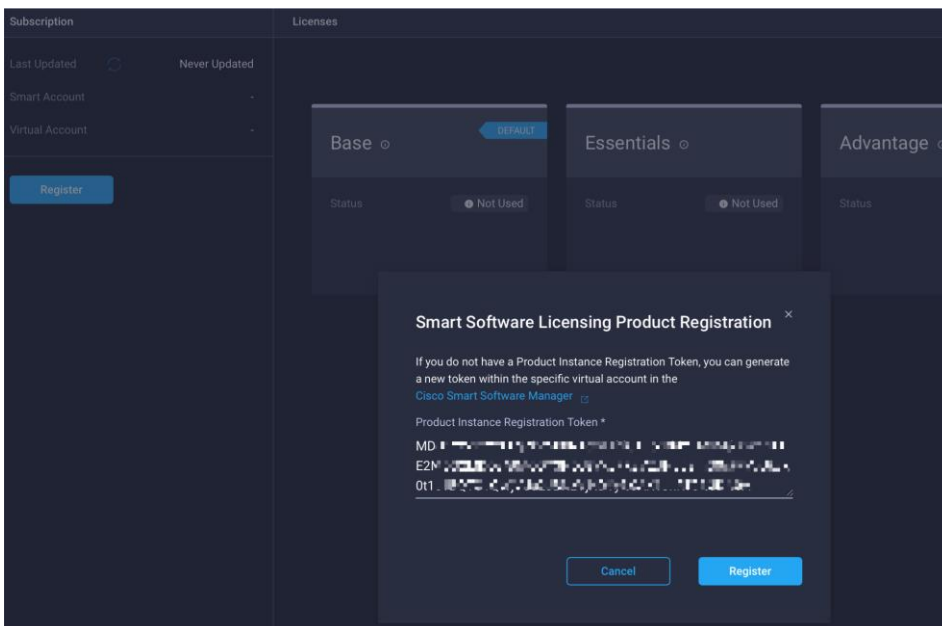 Subscription
Licenses
Last Updated
Never Updated
Smart Account
-
Virtual Account
-
Register
Base
DEFAULT
Essentials
Advantage
Status
Not Used
Status
Not Used
Status
Smart Software Licensing Product Registration
If you do not have a Product Instance Registration Token, you can generate
a new token within the specific virtual account in the
Cisco Smart Software Manager
Product Instance Registration Token *
MD
E2M
0t1
Cancel
Register